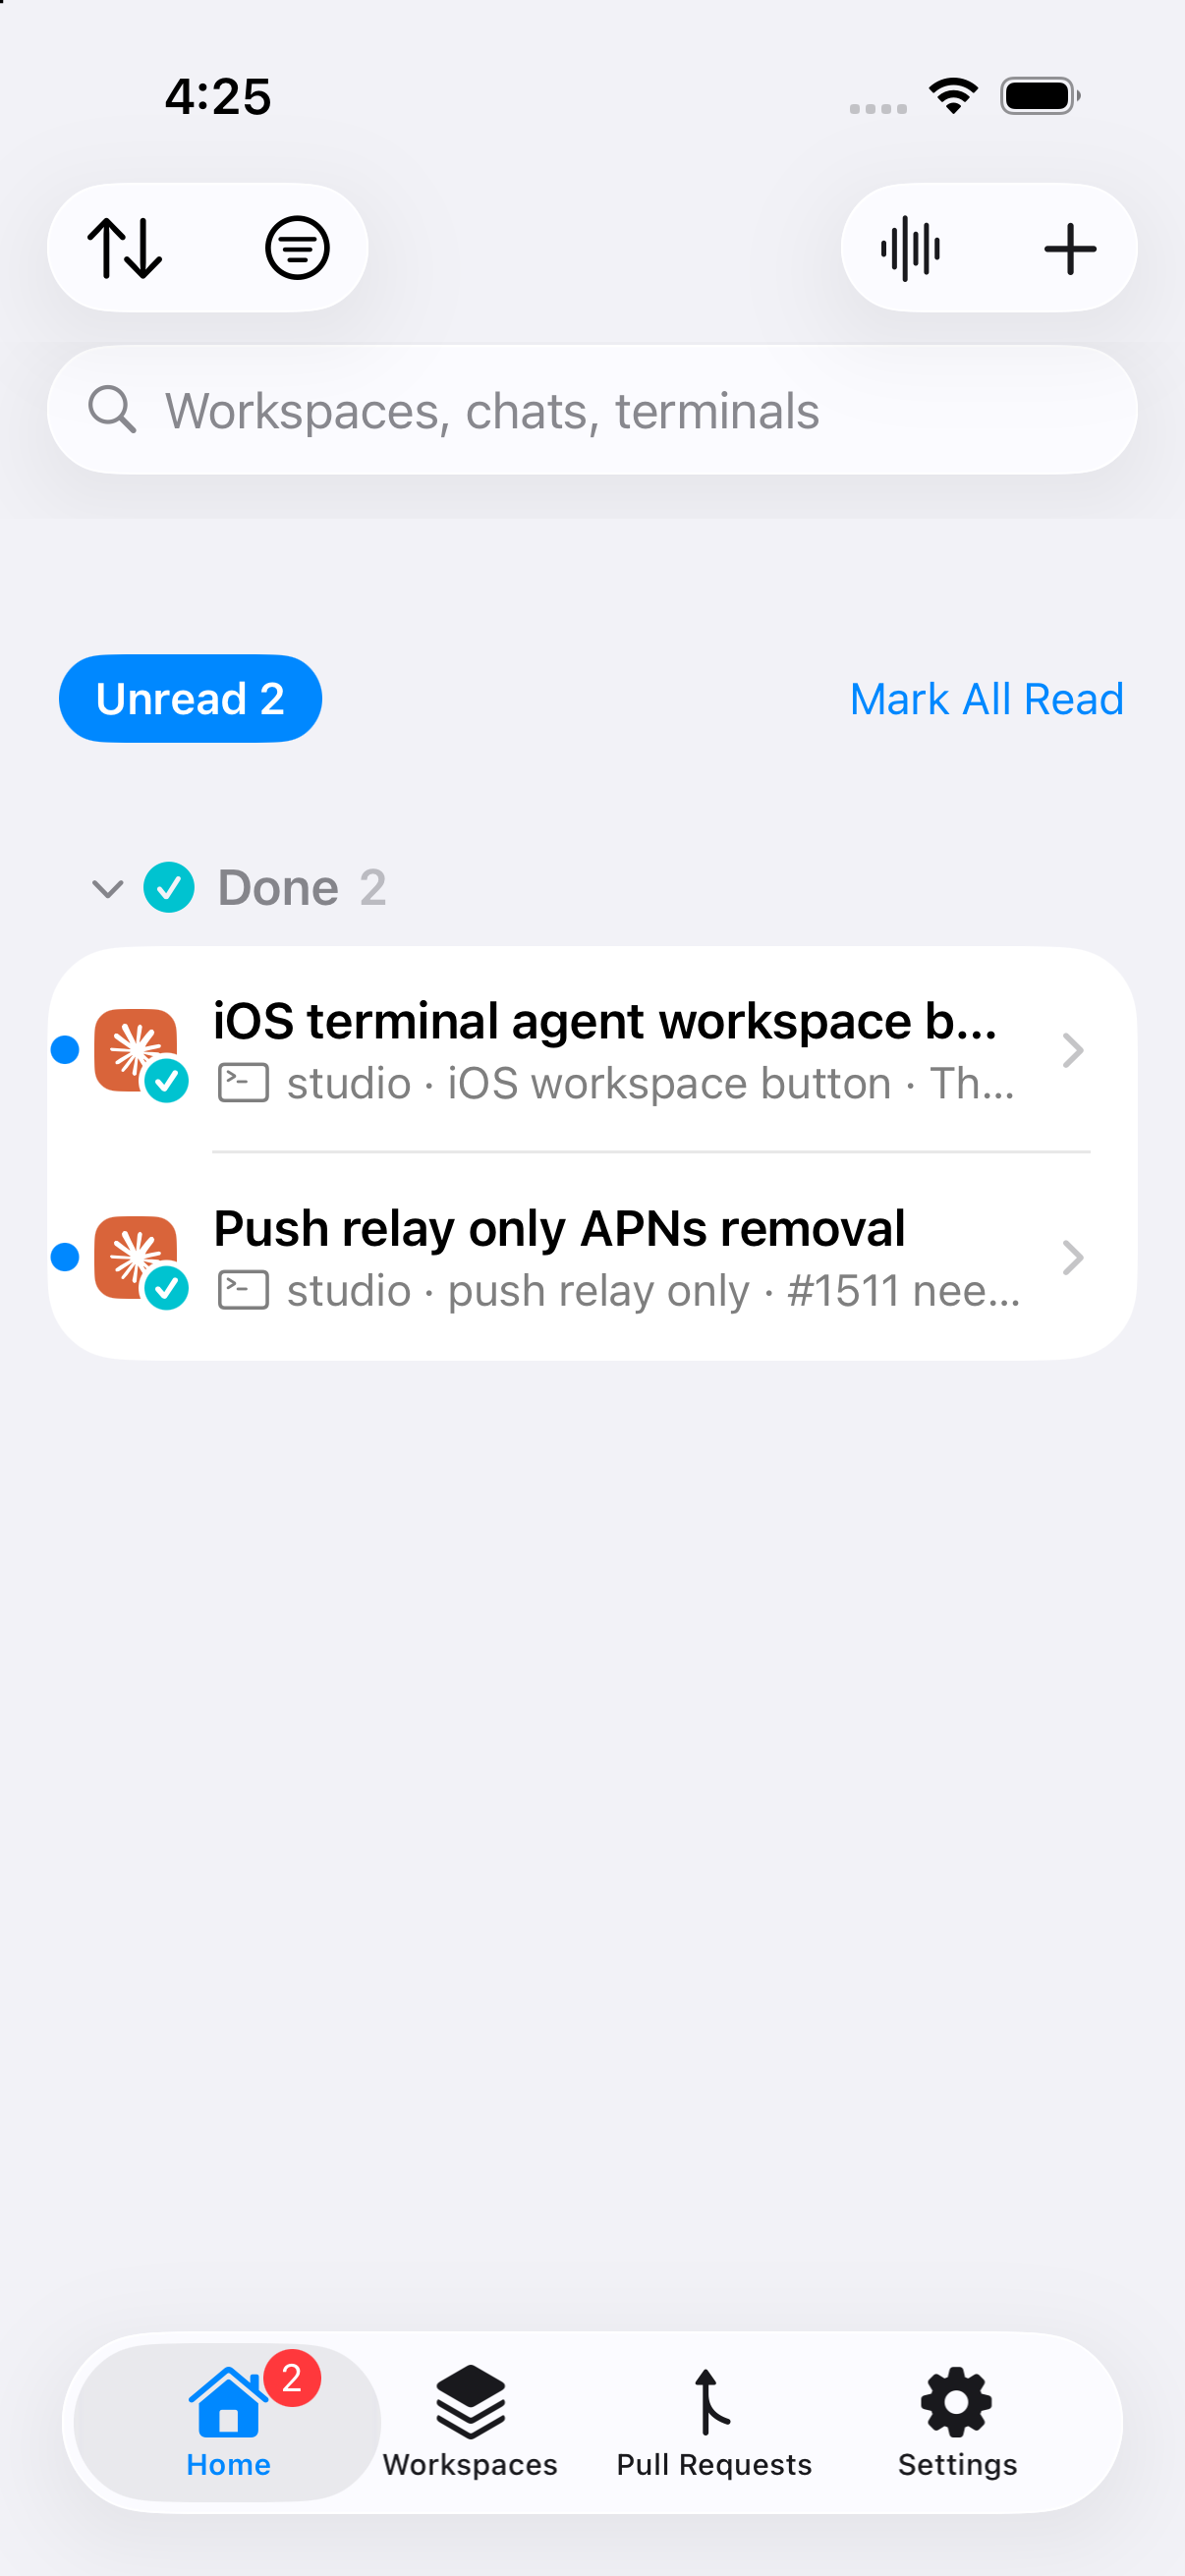 4:25
Workspaces, chats, terminals
Unread 2
Mark All Read
Done 2
iOS terminal agent workspace b...
studio · iOS workspace button · Th...
Push relay only APNs removal
studio · push relay only · #1511 nee...
2
Home
Workspaces
Pull Requests
Settings